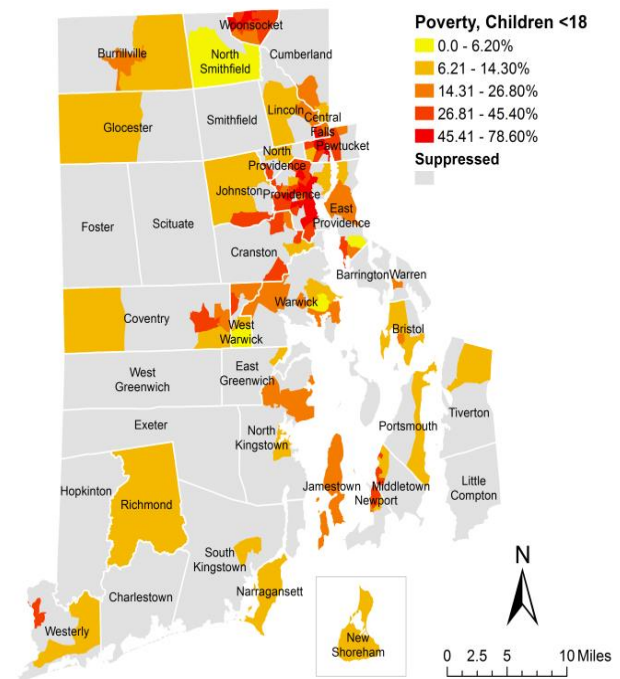 Poverty, Children <18
0.0 - 6.20%
6.21 - 14.30%
14.31 - 26.80%
26.81 - 45.40%
45.41 - 78.60%
Suppressed
Woonsocket
Burrillville
North
Smithfield
Cumberland
Glocester
Smithfield
Lincoln
Central
Falls
Pawtucket
North
Providence
Johnston
Providence
East
Providence
Foster
Scituate
Cranston
Barrington
Warren
Coventry
West
Warwick
Warwick
Bristol
West
Greenwich
East
Greenwich
Exeter
North
Kingstown
Portsmouth
Tiverton
Hopkinton
Richmond
Jamestown
Middletown
Newport
Little
Compton
South
Kingstown
Charlestown
Narragansett
Westerly
New
Shoreham
N
0 2.5 5 10 Miles